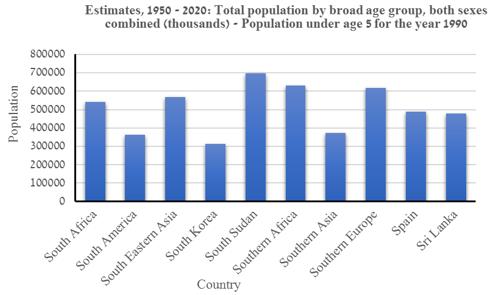 Estimates, 1950 - 2020: Total population by broad age group, both sexes
combined (thousands) - Population under age 5 for the year 1990
Population
800000
700000
600000
500000
400000
300000
200000
100000
0
South Africa
South America
South Eastern Asia
South Korea
South Sudan
Southern Africa
Southern Asia
Southern Europe
Spain
Sri Lanka
Country